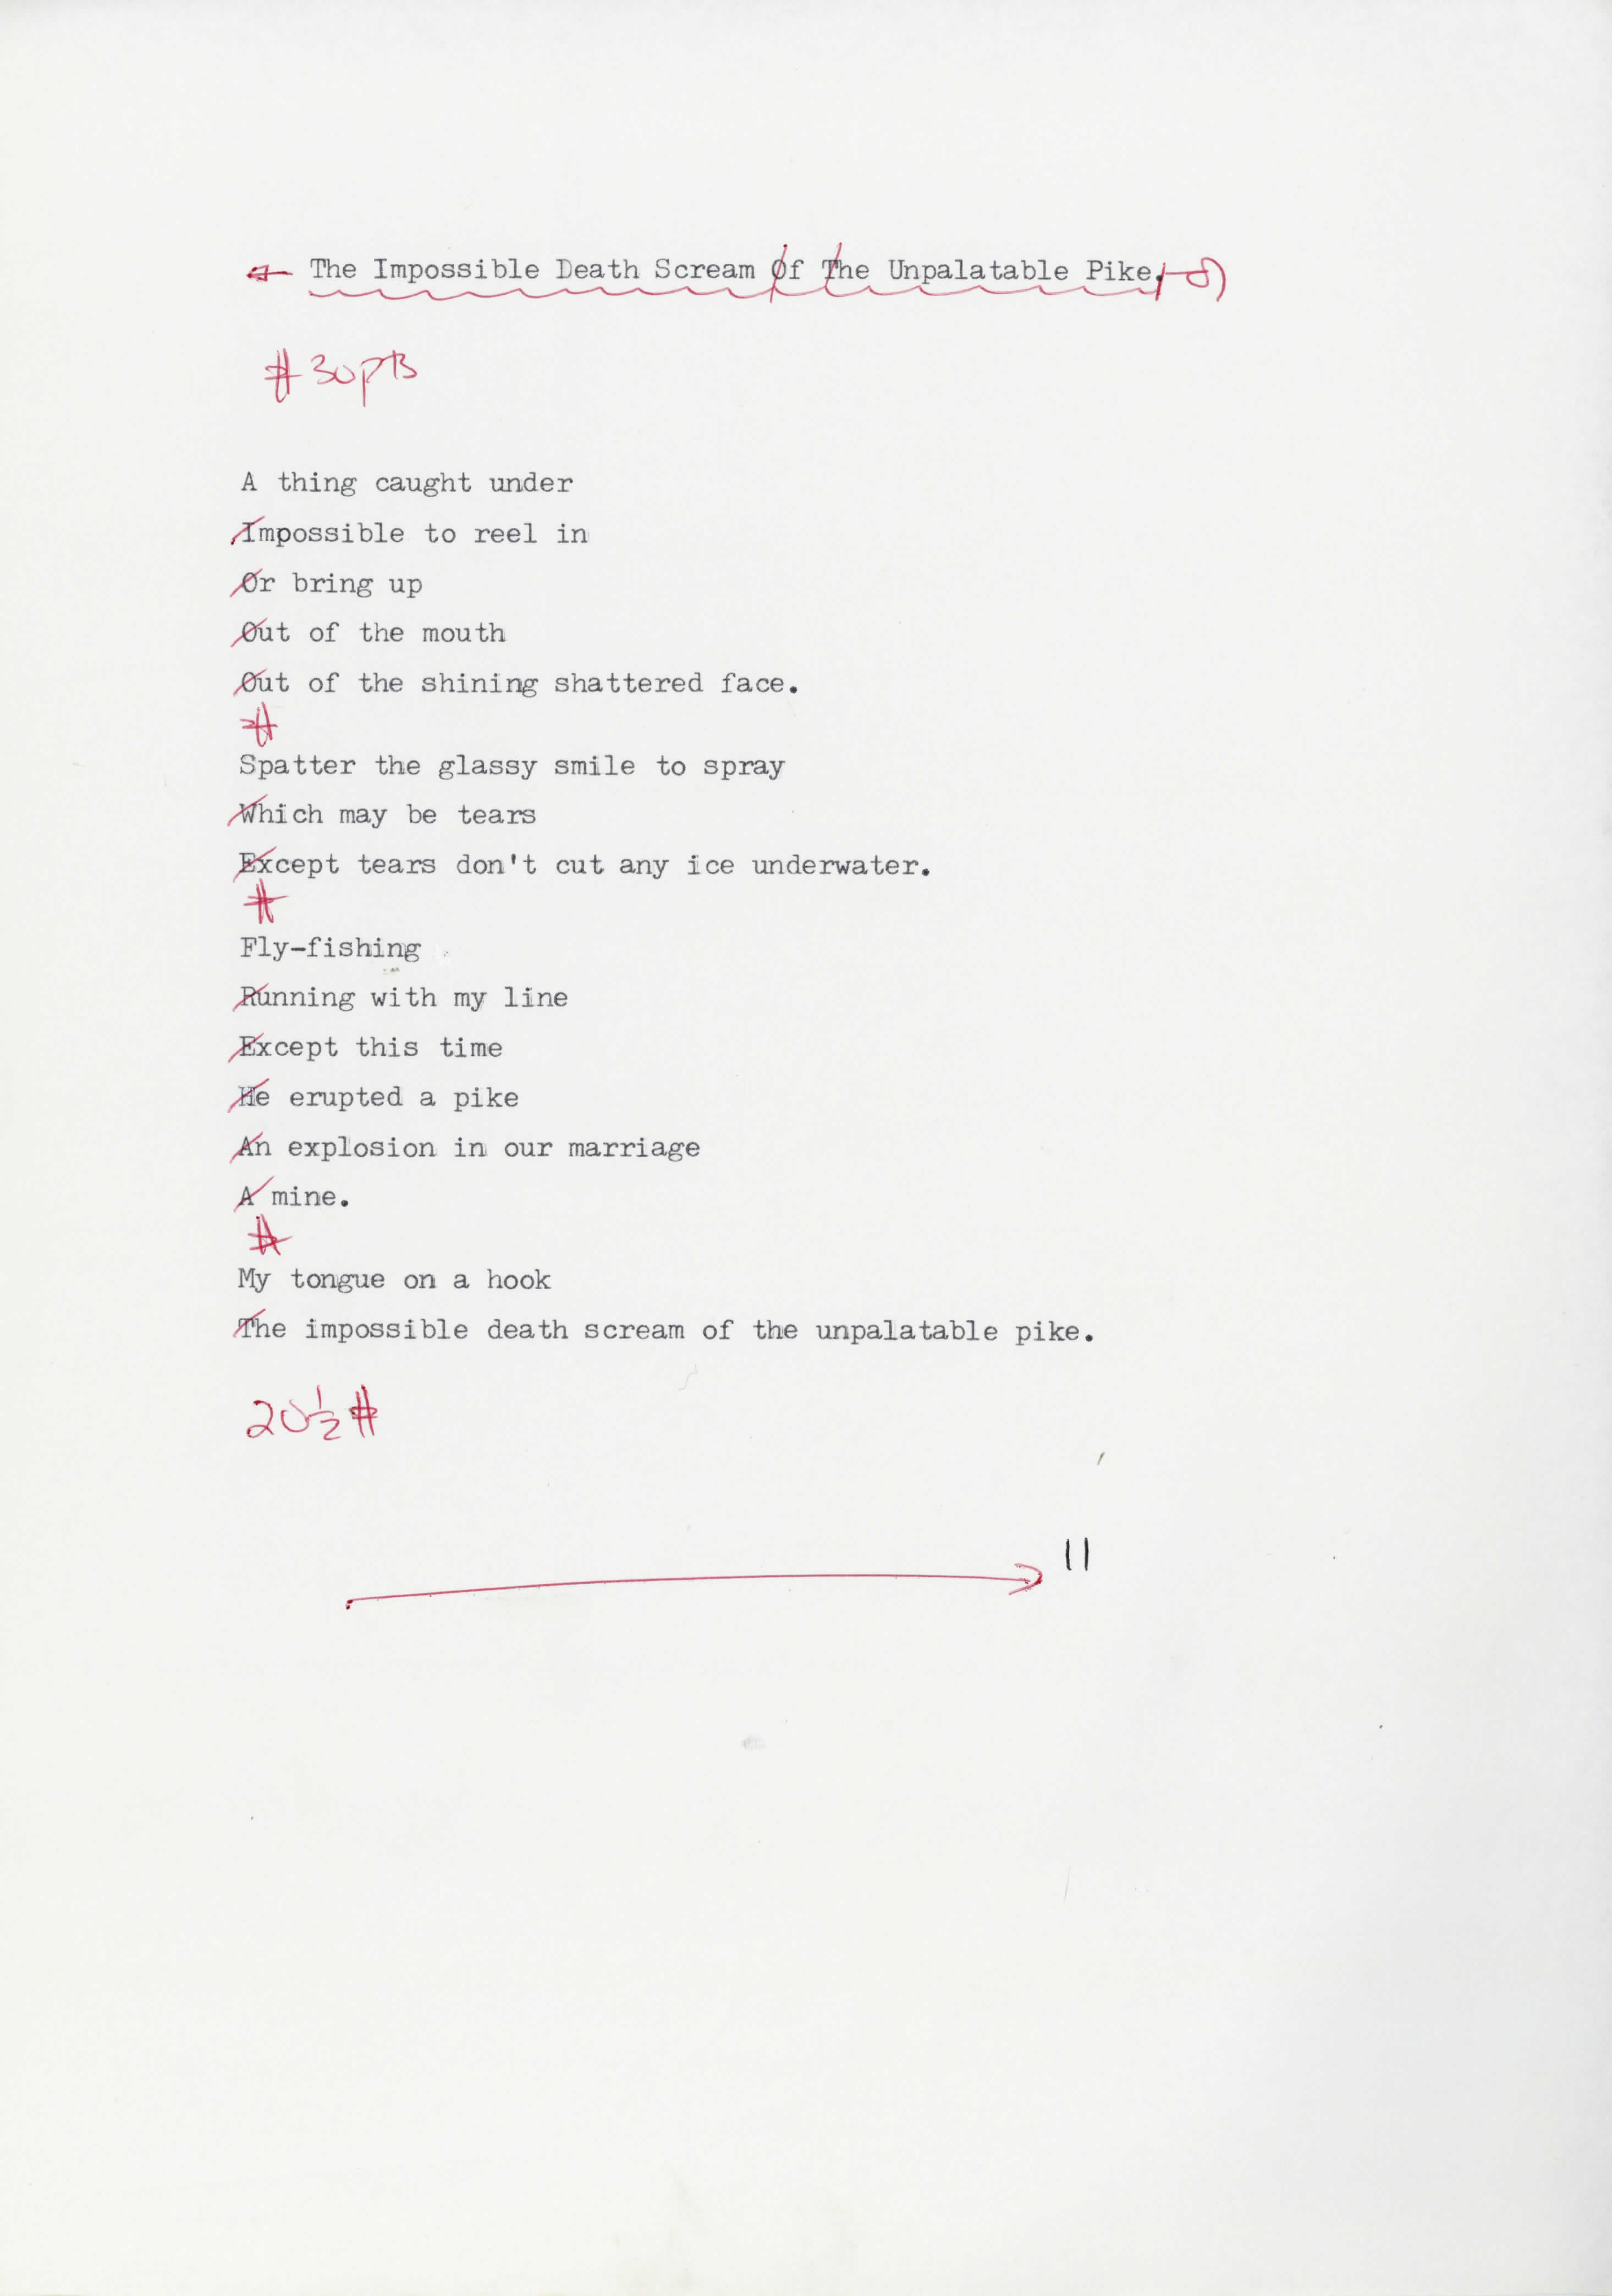 The Impossible Death Scream Of The Unpalatable Pike.
# 30pt B
A thing caught under
Impossible to reel in
Or bring up
Out of the mouth
Out of the shining shattered face.
#
Spatter the glassy smile to spray
Which may be tears
Except tears don't cut any ice underwater.
#
Fly-fishing
Running with my line
Except this time
He erupted a pike
An explosion in our marriage
A mine.
#
My tongue on a hook
The impossible death scream of the unpalatable pike.
20½ #
11